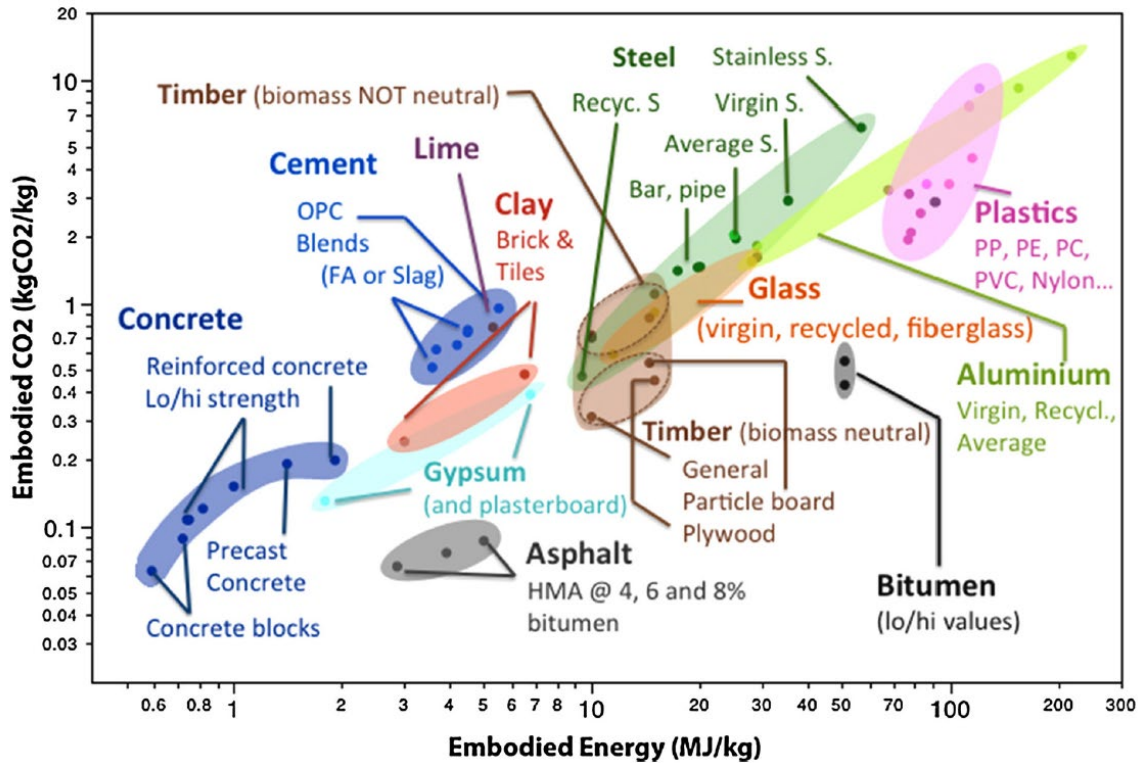 Embodied CO2 (kgCO2/kg)
20
10
9
7
5
4
3
2
1
0.7
0.5
0.4
0.3
0.2
0.1
0.07
0.05
0.04
0.03
Timber (biomass NOT neutral)
Steel
Stainless S.
Recyc. S
Virgin S.
Average S.
Bar, pipe
Lime
Cement
OPC
Blends
(FA or Slag)
Clay
Brick &
Tiles
Plastics
PP, PE, PC,
PVC, Nylon...
Glass
(virgin, recycled, fiberglass)
Concrete
Reinforced concrete
Lo/hi strength
Aluminium
Virgin, Recycl.,
Average
Timber (biomass neutral)
General
Particle board
Plywood
Gypsum
(and plasterboard)
Precast
Concrete
Concrete blocks
Asphalt
HMA @ 4, 6 and 8%
bitumen
Bitumen
(lo/hi values)
0.6 0.8 1 2 3 4 5 6 7 8 10 20 30 40 50 70 100 200 300
Embodied Energy (MJ/kg)